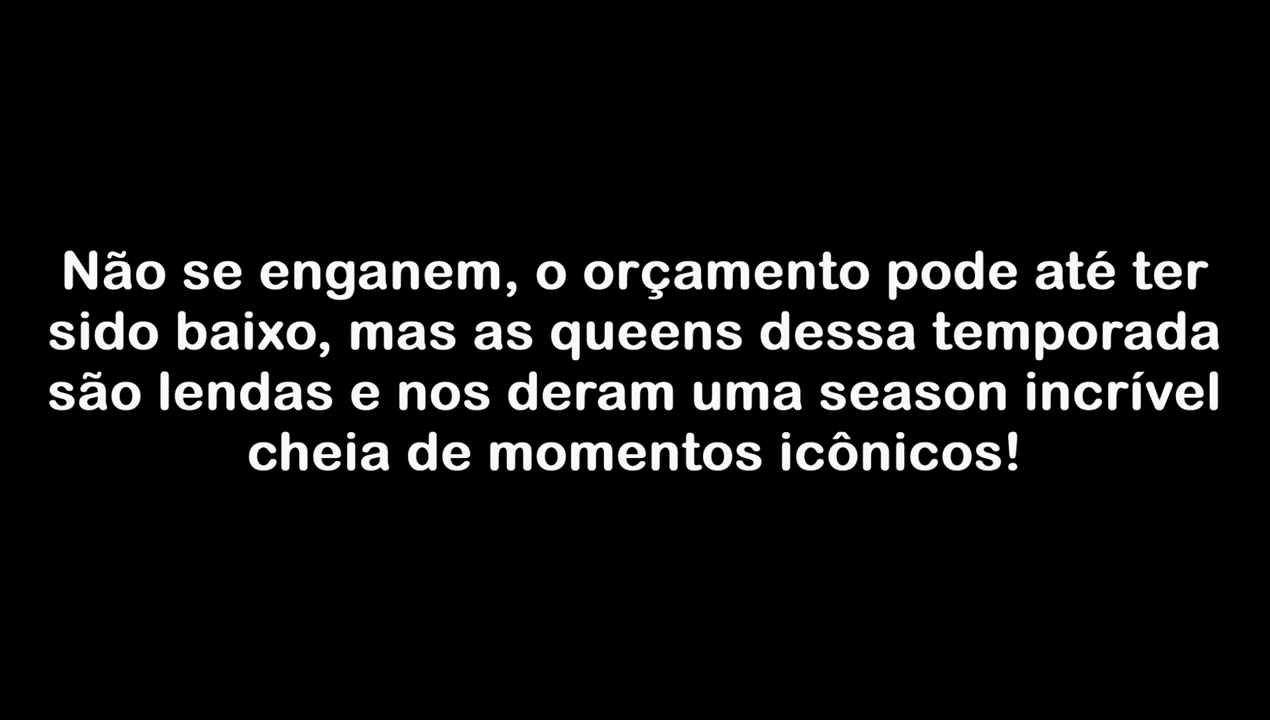 Não se enganem, o orçamento pode até ter
sido baixo, mas as queens dessa temporada
são lendas e nos deram uma season incrível
cheia de momentos icônicos!